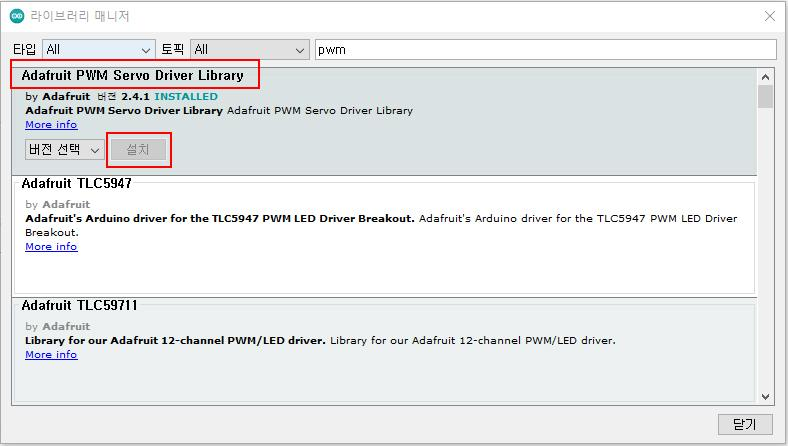 라이브러리 매니저
타입 All 토픽 All pwm
Adafruit PWM Servo Driver Library
by Adafruit 버전 2.4.1 INSTALLED
Adafruit PWM Servo Driver Library Adafruit PWM Servo Driver Library
More info
버전 선택 설치
Adafruit TLC5947
by Adafruit
Adafruit's Arduino driver for the TLC5947 PWM LED Driver Breakout. Adafruit's Arduino driver for the TLC5947 PWM LED Driver
Breakout.
More info
Adafruit TLC59711
by Adafruit
Library for our Adafruit 12-channel PWM/LED driver. Library for our Adafruit 12-channel PWM/LED driver.
More info
닫기